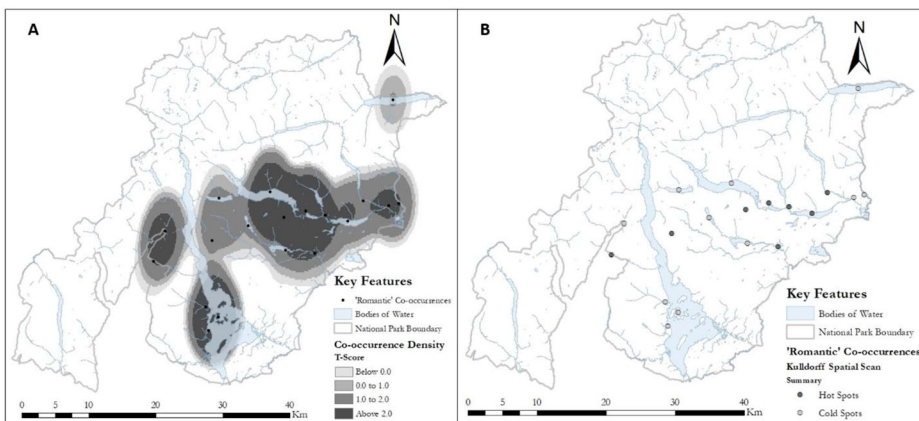 A
N
Key Features
'Romantic' Co-occurrences
Bodies of Water
National Park Boundary
Co-occurrence Density
T-Score
Below 0.0
0.0 to 1.0
1.0 to 2.0
Above 2.0
0 10 20 30 40
Km
B
N
Key Features
Bodies of Water
National Park Boundary
'Romantic' Co-occurrences
Kulldorff Spatial Scan
Summary
Hot Spots
Cold Spots
0 10 20 30 40
Km